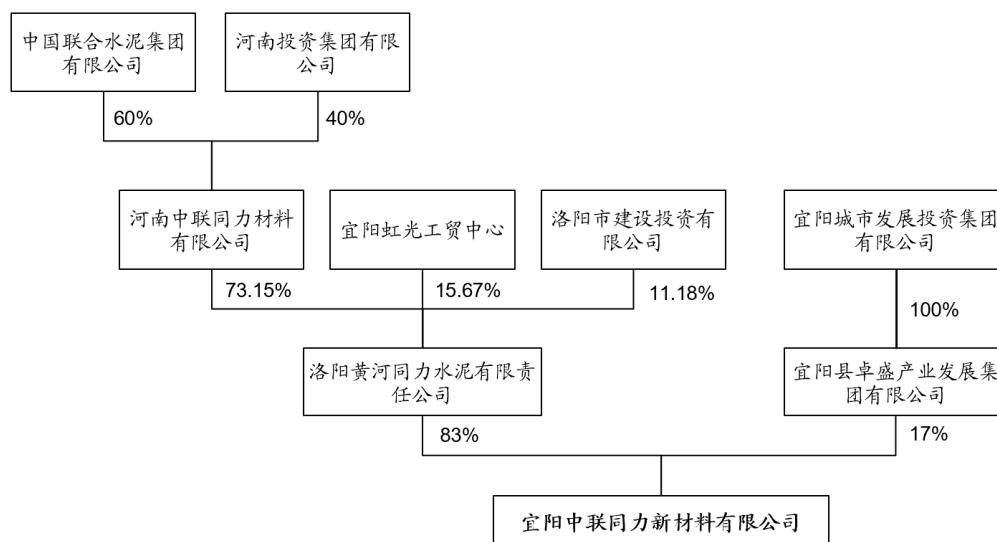 中国联合水泥集团
有限公司
河南投资集团有限
公司
60%
40%
河南中联同力材料
有限公司
宜阳虹光工贸中心
洛阳市建设投资有
限公司
宜阳城市发展投资集团
有限公司
73.15%
15.67%
11.18%
100%
洛阳黄河同力水泥有限责
任公司
宜阳县卓盛产业发展集
团有限公司
83%
17%
宜阳中联同力新材料有限公司